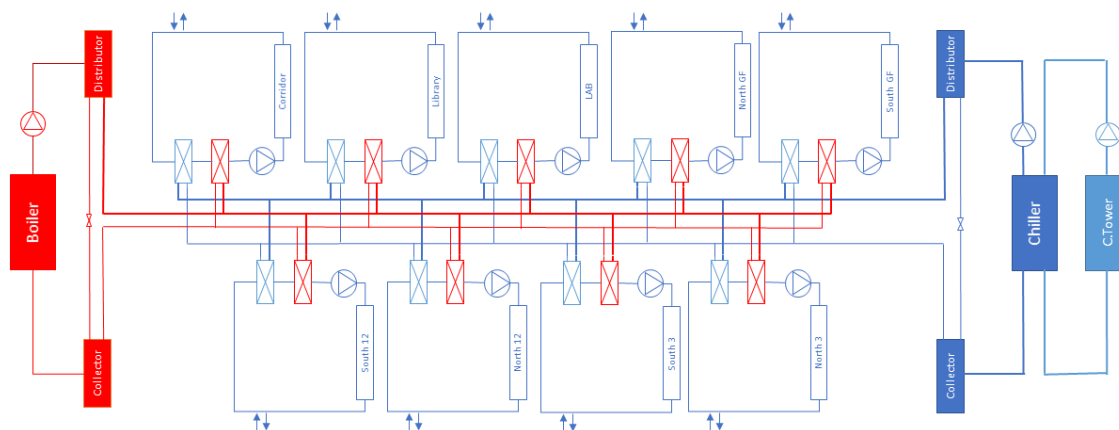 Distributor
Boiler
Collector
Corridor
Library
LAB
North GF
South GF
South 12
North 12
South 3
North 3
Distributor
Chiller
Collector
C.Tower